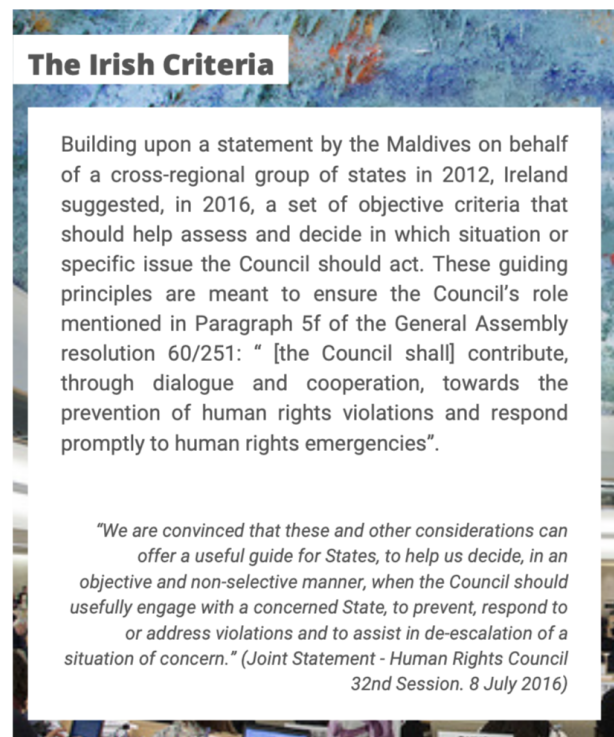 The Irish Criteria
Building upon a statement by the Maldives on behalf
of a cross-regional group of states in 2012, Ireland
suggested, in 2016, a set of objective criteria that
should help assess and decide in which situation or
specific issue the Council should act. These guiding
principles are meant to ensure the Council’s role
mentioned in Paragraph 5f of the General Assembly
resolution 60/251: “ [the Council shall] contribute,
through dialogue and cooperation, towards the
prevention of human rights violations and respond
promptly to human rights emergencies”.
“We are convinced that these and other considerations can
offer a useful guide for States, to help us decide, in an
objective and non-selective manner, when the Council should
usefully engage with a concerned State, to prevent, respond to
or address violations and to assist in de-escalation of a
situation of concern.” (Joint Statement - Human Rights Council
32nd Session. 8 July 2016)